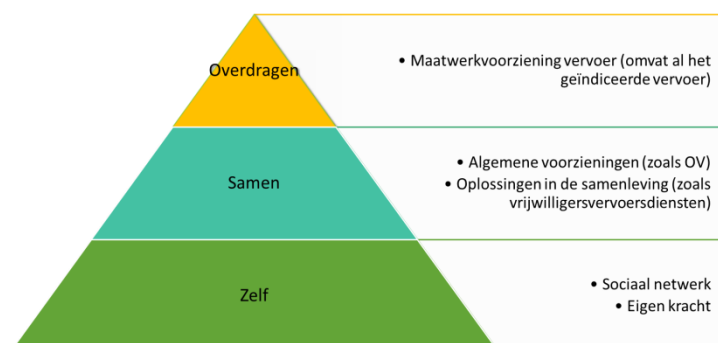 Overdragen
• Maatwerkvoorziening vervoer (omvat al het
geïndiceerde vervoer)
Samen
• Algemene voorzieningen (zoals OV)
• Oplossingen in de samenleving (zoals
vrijwilligersvervoersdiensten)
Zelf
• Sociaal netwerk
• Eigen kracht